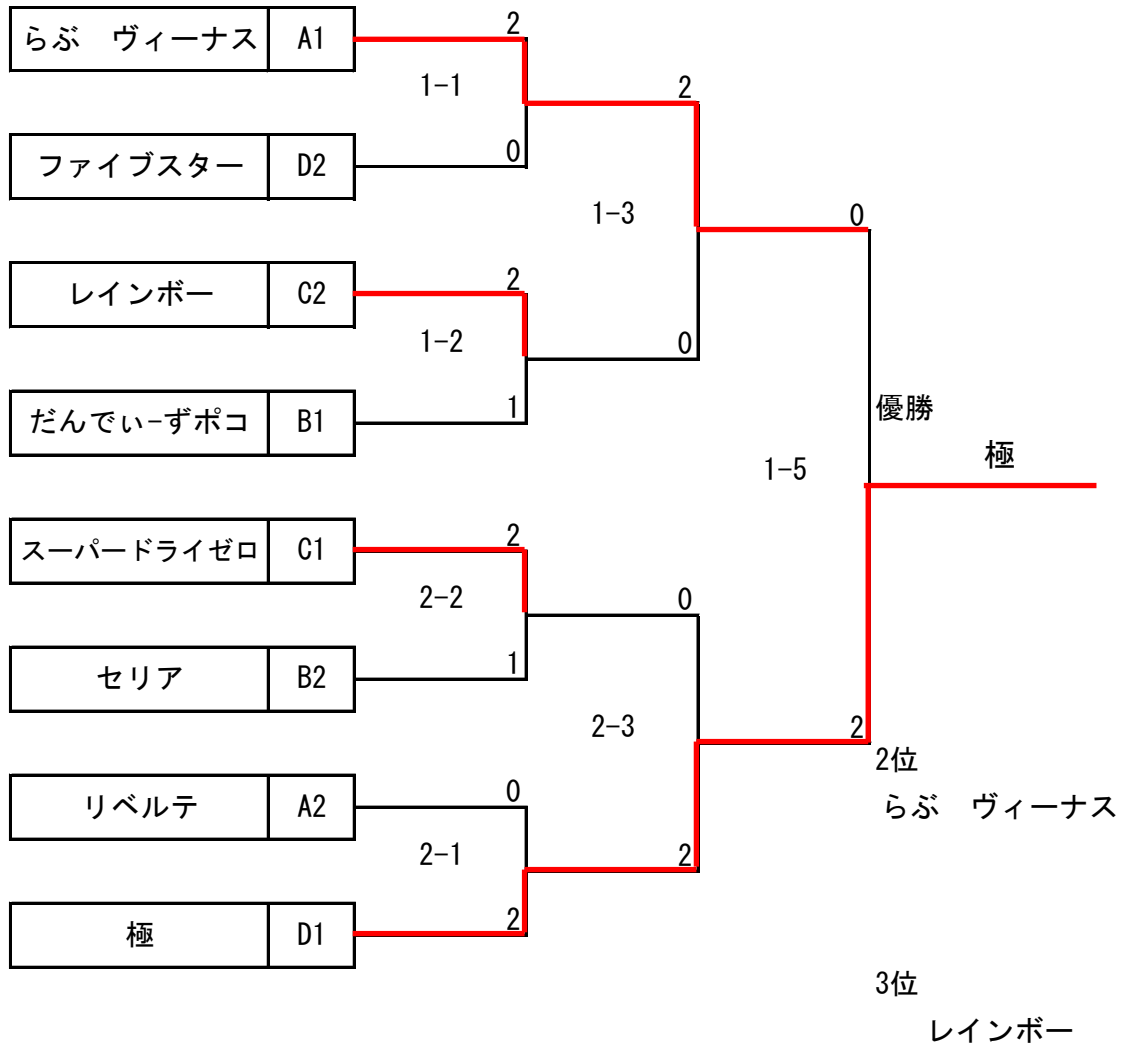 らぶ　ヴィーナス A1 2
1-1 2
ファイブスター D2 0
1-3 0
レインボー C2 2
1-2 0
だんでぃ-ずポコ B1 1
優勝
極
1-5
スーパードライゼロ C1 2
2-2 0
セリア B2 1
2-3 2
2位
リベルテ A2 0
らぶ　ヴィーナス
2-1 2
極 D1 2
3位
レインボー